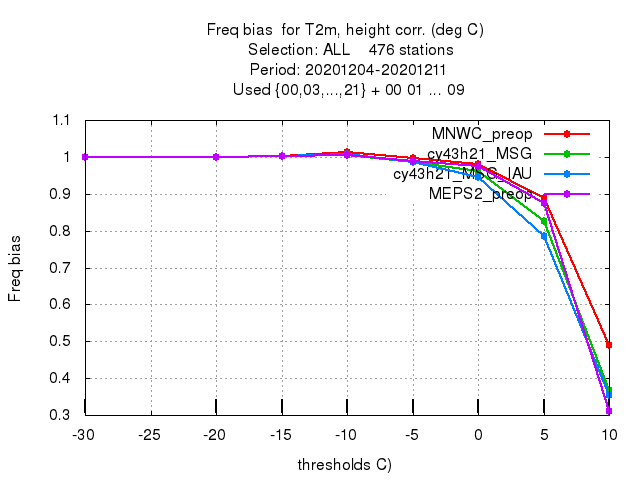 Freq bias  for T2m, height corr. (deg C)
Selection: ALL    476 stations
Period: 20201204-20201211
Used {00,03,...,21} + 00 01 ... 09
1.1
1
0.9
0.8
0.7
0.6
0.5
0.4
0.3
Freq bias
MNWC_preop
cy43h21_MSG
cy43h21_MSG_IAU
MEPS2_preop
-30 -25 -20 -15 -10 -5 0 5 10
thresholds C)